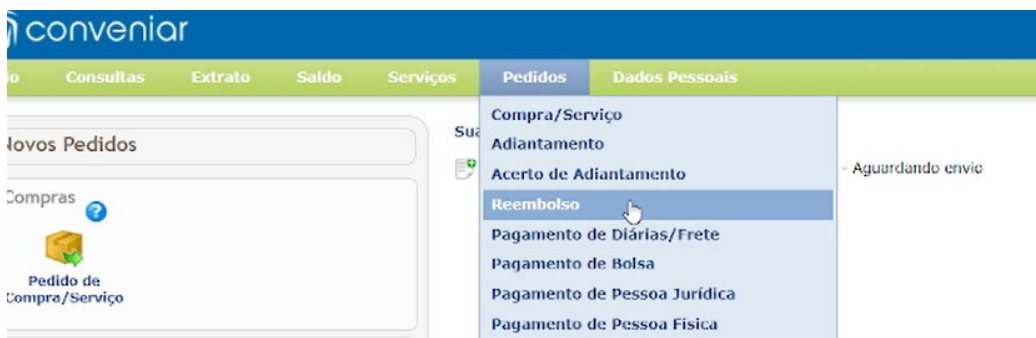 conveniar
Consultas Extrato Saldo Serviços Pedidos Dados Pessoais
Novos Pedidos
Compras
Pedido de
Compra/Serviço
Compra/Serviço
Adiantamento
Acerto de Adiantamento
Reembolso
Pagamento de Diárias/Frete
Pagamento de Bolsa
Pagamento de Pessoa Jurídica
Pagamento de Pessoa Física
- Aguardando envio